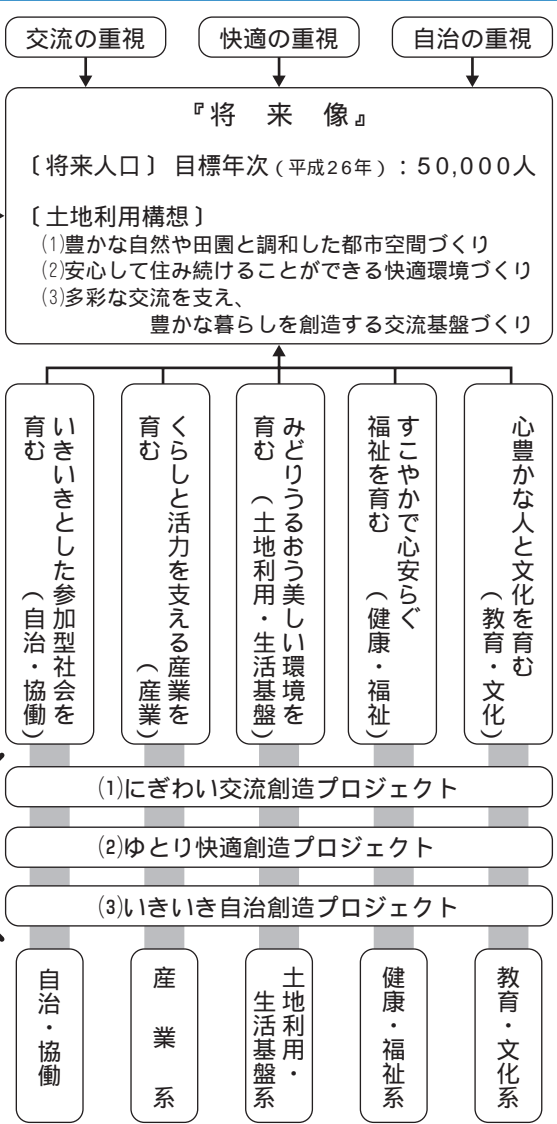 交流の重視
快適の重視
自治の重視
『将 来 像』
〔将来人口〕目標年次(平成26年):50,000人
〔土地利用構想〕
⑴豊かな自然や田園と調和した都市空間づくり
⑵安心して住み続けることができる快適環境づくり
⑶多彩な交流を支え、
豊かな暮らしを創造する交流基盤づくり
心豊かな人と文化を育む
(教育・文化)
すこやかで心安らぐ
福祉を育む (健康・福祉)
みどりうるおう美しい環境を
育む (土地利用・生活基盤)
くらしと活力を支える産業を
育む (産業)
いきいきとした参加型社会を
育む (自治・協働)
⑴にぎわい交流創造プロジェクト
⑵ゆとり快適創造プロジェクト
⑶いきいき自治創造プロジェクト
教育・文化系
健康・福祉系
土地利用・
生活基盤系
産業系
自治・協働